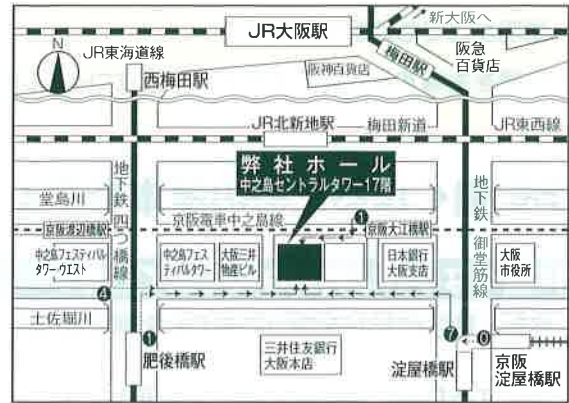 JR大阪駅
新大阪へ
N
JR東海道線
西梅田駅
阪神百貨店
梅田駅
阪急
百貨店
JR北新地駅
梅田新道
JR東西線
弊社ホール
中之島セントラルタワー17階
地下鉄 四つ橋線
地下鉄 御堂筋線
堂島川
京阪電車中之島線
京阪渡辺橋駅
京阪大江橋駅
❶
中之島フェスティバル
タワー・ウエスト
中之島フェス
ティバルタワー
大阪三井
物産ビル
日本銀行
大阪支店
大阪
市役所
❹
土佐堀川
❶
❼
⓿
肥後橋駅
三井住友銀行
大阪本店
淀屋橋駅
京阪
淀屋橋駅